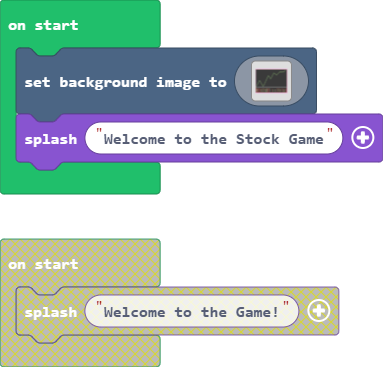 on start
set background image to
splash "Welcome to the Stock Game"
on start
splash "Welcome to the Game!"